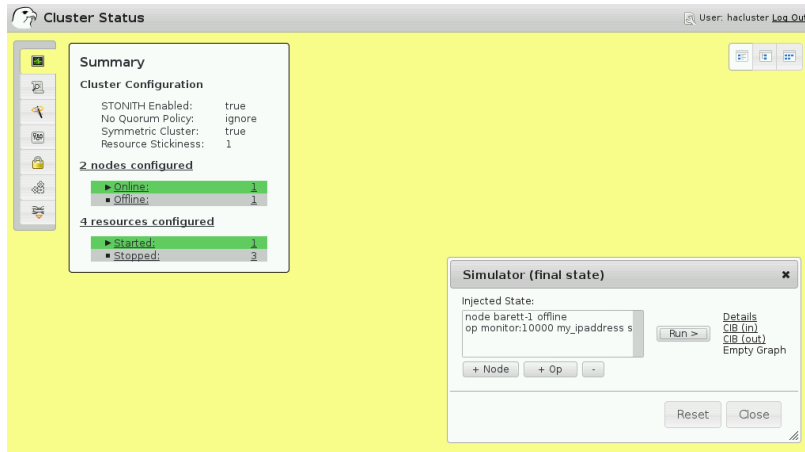 Cluster Status
User: hacluster Log Out
Summary
Cluster Configuration
STONITH Enabled: true
No Quorum Policy: ignore
Symmetric Cluster: true
Resource Stickiness: 1
2 nodes configured
Online: 1
Offline: 1
4 resources configured
Started: 1
Stopped: 3
Simulator (final state)
Injected State:
node barett-1 offline
op monitor:10000 my_ipaddress s
Run >
Details
CIB (in)
CIB (out)
Empty Graph
+ Node
+ Op
-
Reset
Close